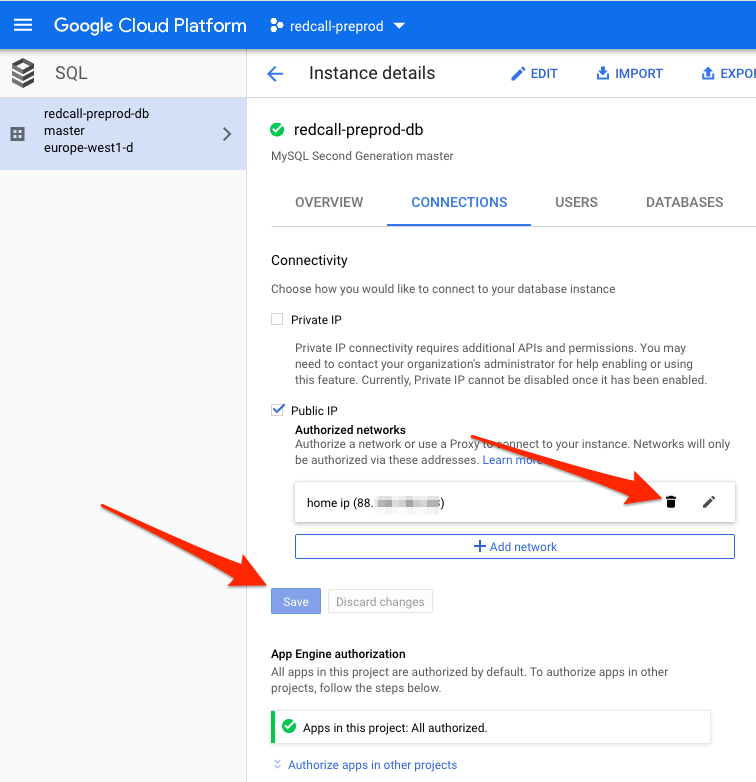 Google Cloud Platform
redcall-preprod
SQL
Instance details
EDIT
IMPORT
EXPO
redcall-preprod-db
master
europe-west1-d
redcall-preprod-db
MySQL Second Generation master
OVERVIEW
CONNECTIONS
USERS
DATABASES
Connectivity
Choose how you would like to connect to your database instance
Private IP
Private IP connectivity requires additional APIs and permissions. You may
need to contact your organization's administrator for help enabling or using
this feature. Currently, Private IP cannot be disabled once it has been enabled.
Public IP
Authorized networks
Authorize a network or use a Proxy to connect to your instance. Networks will only
be authorized via these addresses. Learn more
home ip (88. )
Add network
Save
Discard changes
App Engine authorization
All apps in this project are authorized by default. To authorize apps in other
projects, follow the steps below.
Apps in this project: All authorized.
Authorize apps in other projects